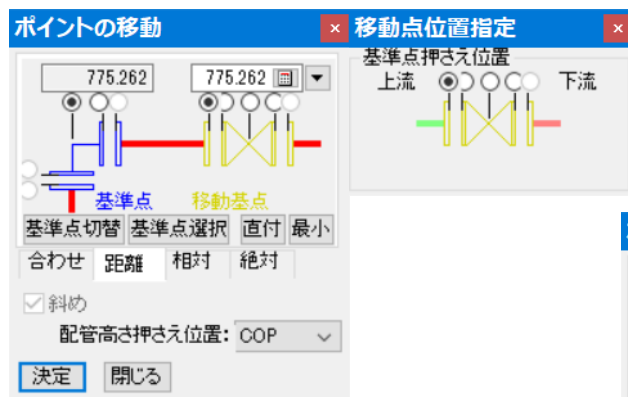 ポイントの移動
775.262 775.262
基準点 移動基点
基準点切替 基準点選択 直付 最小
合わせ 距離 相対 絶対
斜め
配管高さ押さえ位置: COP
決定 閉じる
移動点位置指定
基準点押さえ位置
上流 下流